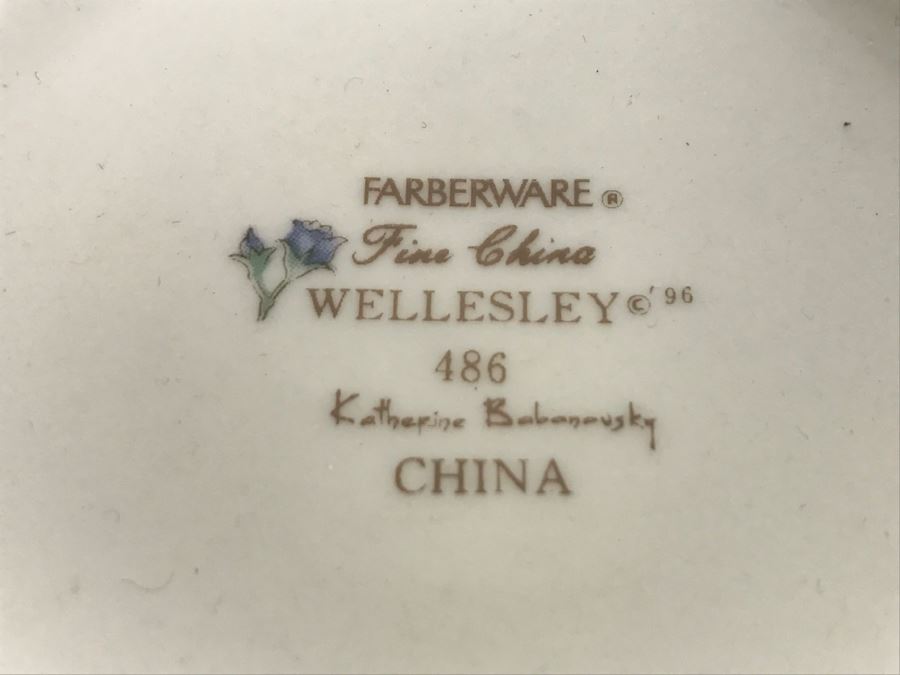 FARBERWARE ®
Fine China
WELLESLEY ©'96
486
Katherine Babanovsky
CHINA